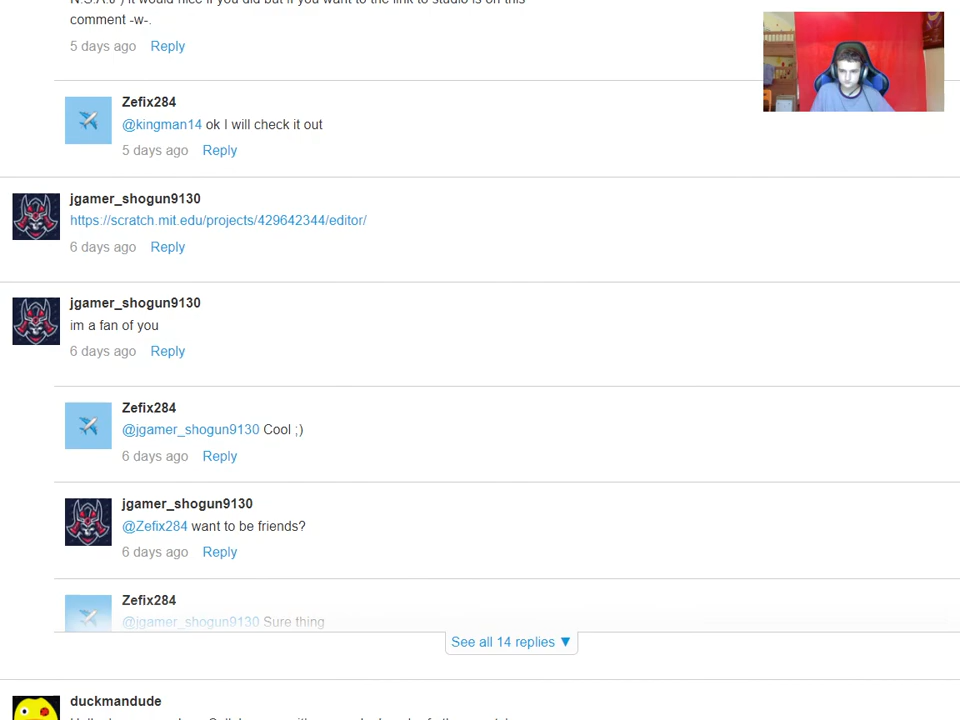 comment -w-.
5 days ago Reply
Zefix284
@kingman14 ok I will check it out
5 days ago Reply
jgamer_shogun9130
https://scratch.mit.edu/projects/429642344/editor/
6 days ago Reply
jgamer_shogun9130
im a fan of you
6 days ago Reply
Zefix284
@jgamer_shogun9130 Cool ;)
6 days ago Reply
jgamer_shogun9130
@Zefix284 want to be friends?
6 days ago Reply
Zefix284
@jgamer_shogun9130 Sure thing
See all 14 replies ▼
duckmandude